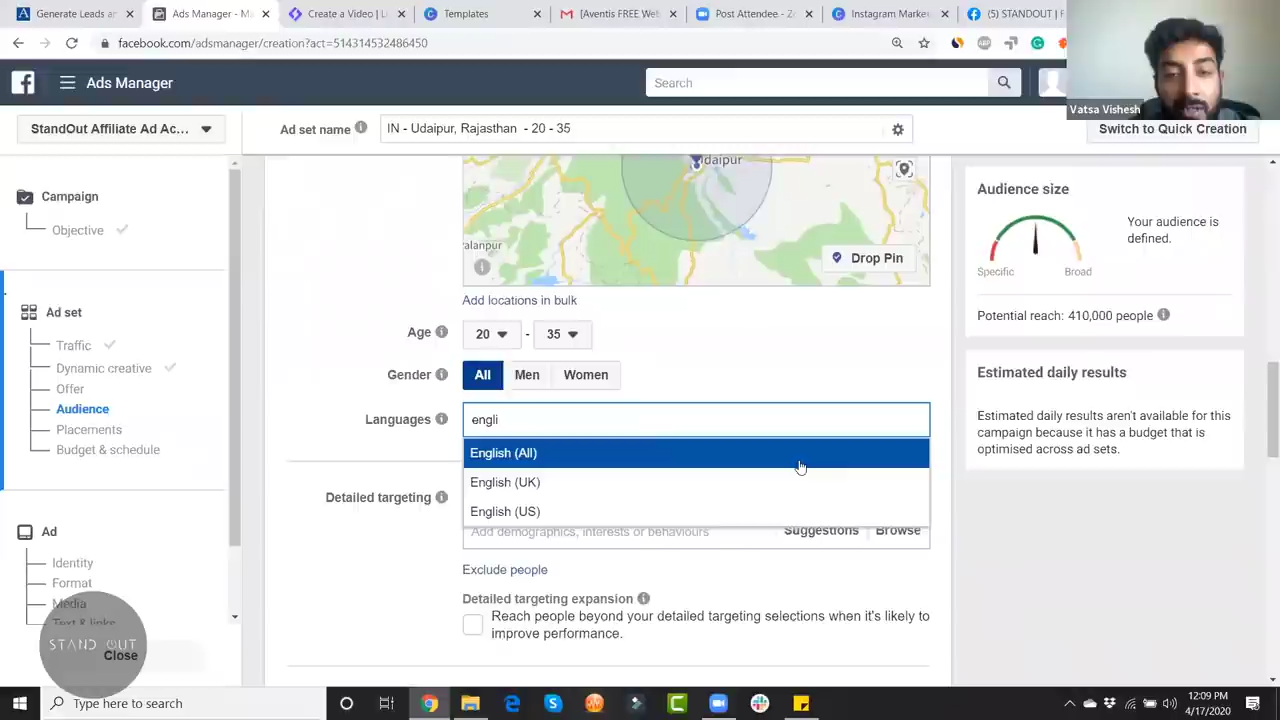 Generate Leads an
Ads Manager - M
Create a Video | L
Templates
[Aventis FREE Web
Post Attendee - Z
Instagram Marke
(5) STANDOUT | F
facebook.com/adsmanager/creation?act=514314532486450
ABP
Ads Manager
Search
Vatsa Vishesh
StandOut Affiliate Ad Ac...
Ad set name
IN - Udaipur, Rajasthan - 20 - 35
Switch to Quick Creation
Campaign
Objective
Ad set
Traffic
Dynamic creative
Offer
Audience
Placements
Budget & schedule
Ad
Identity
Format
Media
Text & links
STAND OUT
Close
Udaipur
alanpur
Drop Pin
Add locations in bulk
Age
20
-
35
Gender
All
Men
Women
Languages
engli
English (All)
English (UK)
English (US)
Detailed targeting
Add demographics, interests or behaviours
Suggestions
Browse
Exclude people
Detailed targeting expansion
Reach people beyond your detailed targeting selections when it's likely to
improve performance.
Audience size
Specific
Broad
Your audience is
defined.
Potential reach: 410,000 people
Estimated daily results
Estimated daily results aren't available for this
campaign because it has a budget that is
optimised across ad sets.
Type here to search
12:09 PM
4/17/2020